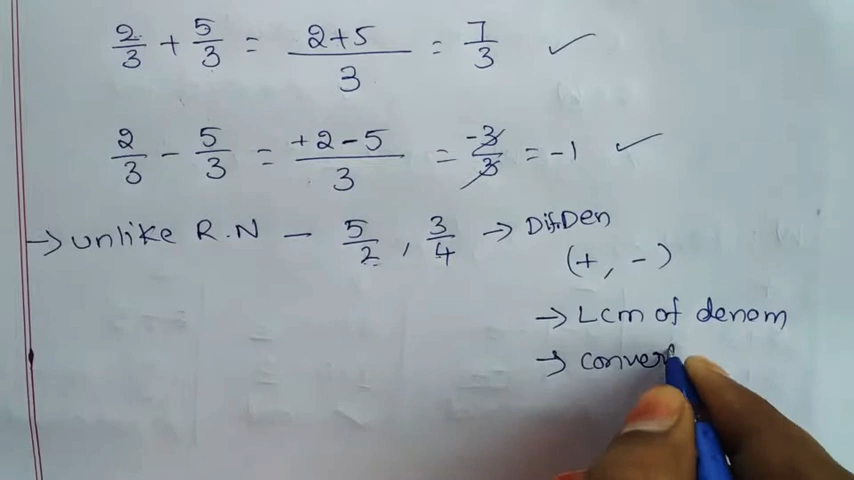 2/3 + 5/3 = 2+5/3 = 7/3 ✓
2/3 - 5/3 = +2-5/3 = -3/3 = -1 ✓
→ unlike R.N - 5/2, 3/4 → Dif.Den
(+, -)
→ Lcm of denom
→ conver